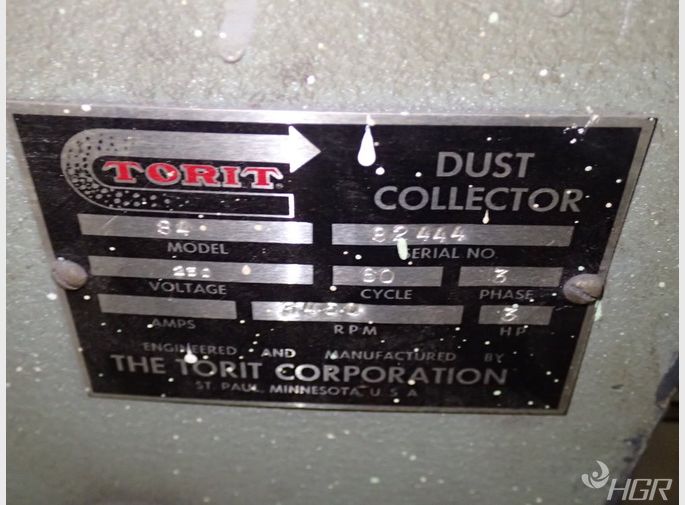 TORIT
DUST
COLLECTOR
84
82444
MODEL
SERIAL NO.
VOLTAGE
CYCLE
3
PHASE
3
AMPS
RPM
HP
ENGINEERED AND MANUFACTURED BY
THE TORIT CORPORATION
ST. PAUL, MINNESOTA, U.S.A
HGR